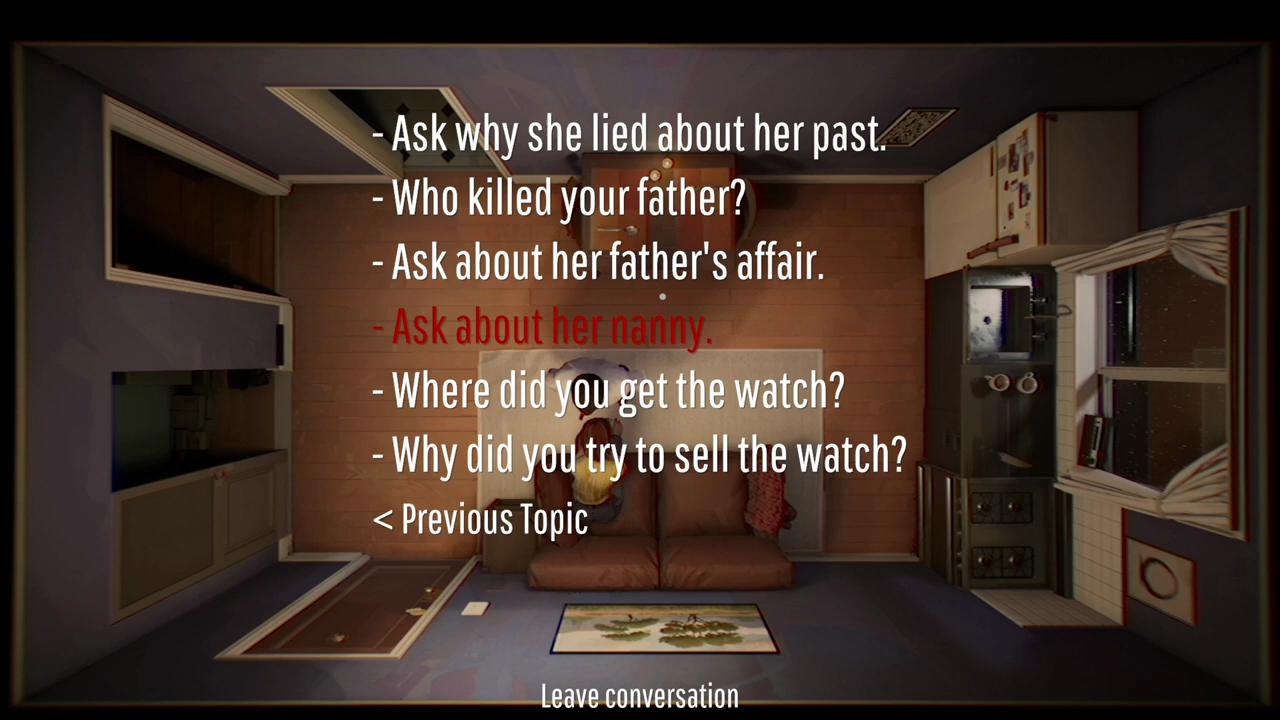 - Ask why she lied about her past.
- Who killed your father?
- Ask about her father's affair.
- Ask about her nanny.
- Where did you get the watch?
- Why did you try to sell the watch?
< Previous Topic
Leave conversation